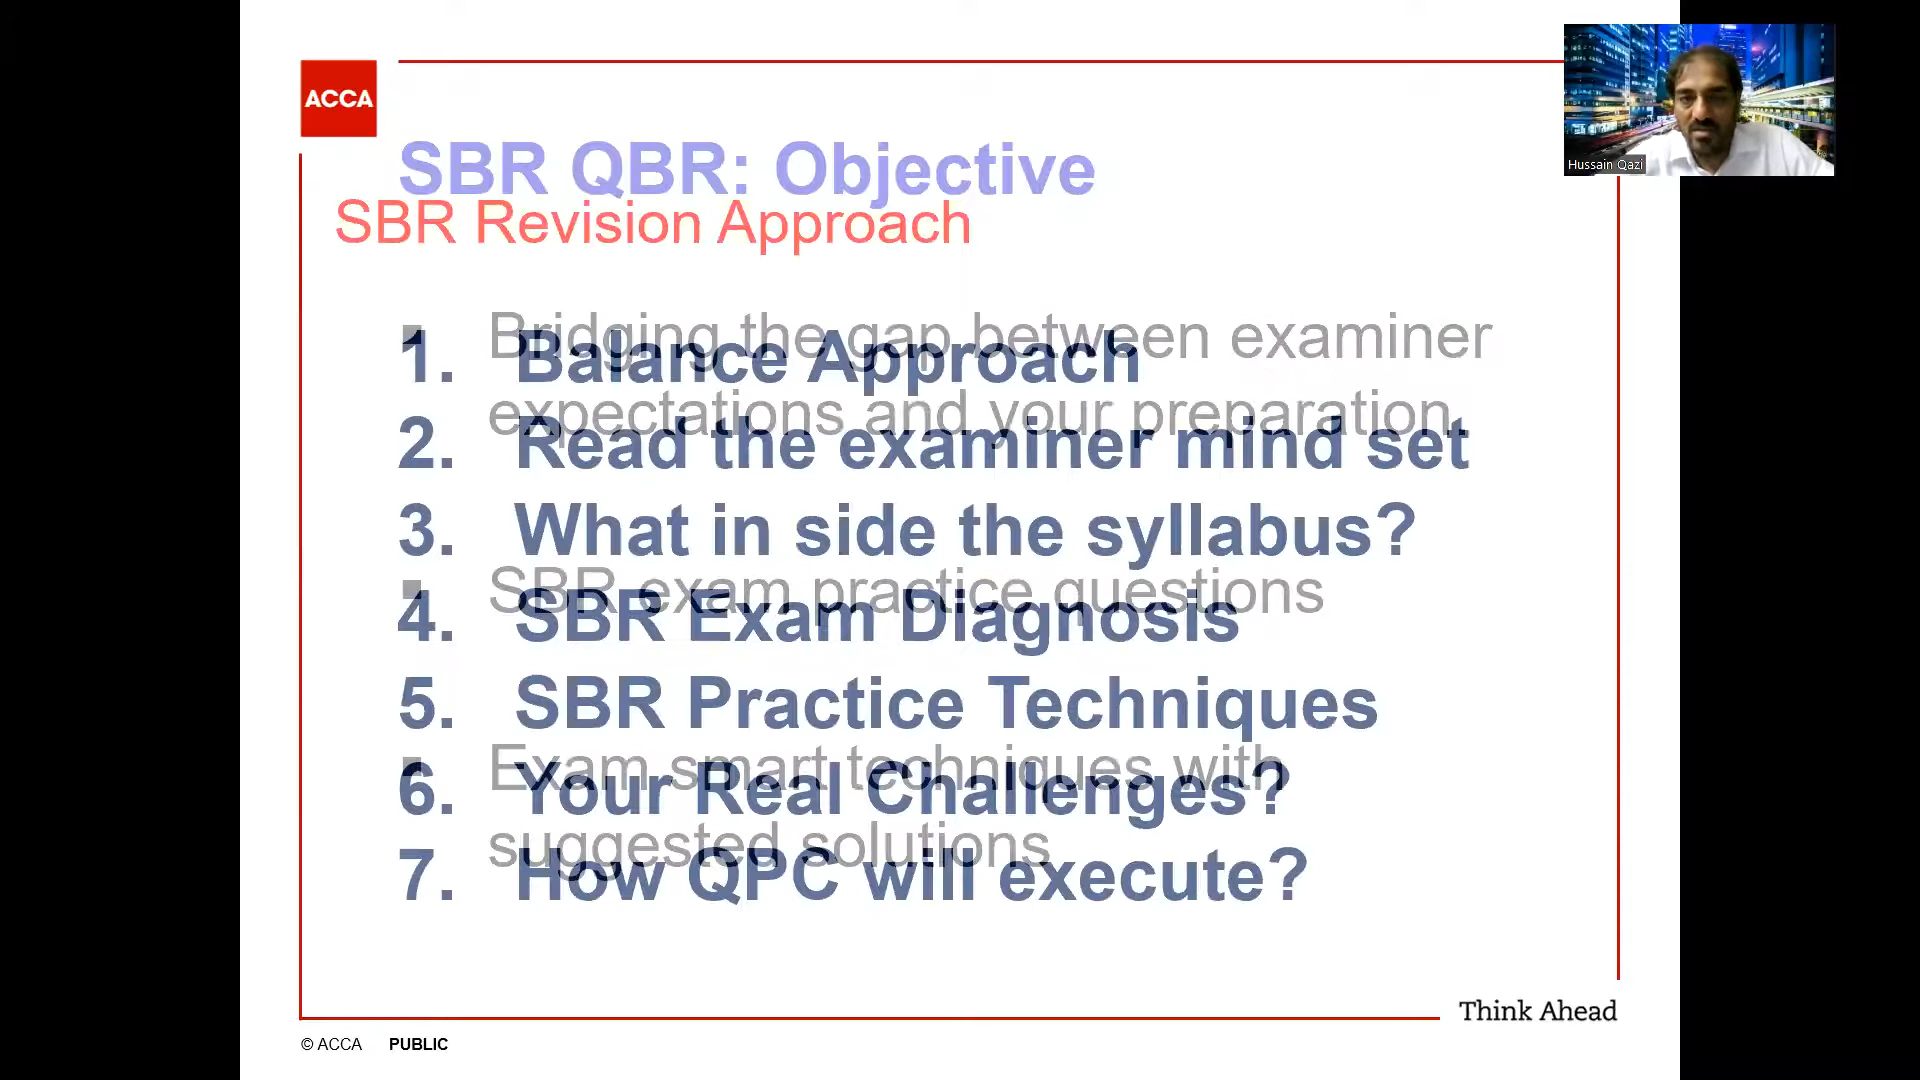 ACCA
Hussain Qazi
SBR QBR: Objective
SBR Revision Approach
Bridging the gap between examiner
1. Balance Approach
expectations and your preparation
2. Read the examiner mind set
3. What in side the syllabus?
SBR exam practice questions
4. SBR Exam Diagnosis
5. SBR Practice Techniques
Exam smart techniques with
6. Your Real Challenges?
suggested solutions
7. How QPC will execute?
Think Ahead
© ACCA PUBLIC